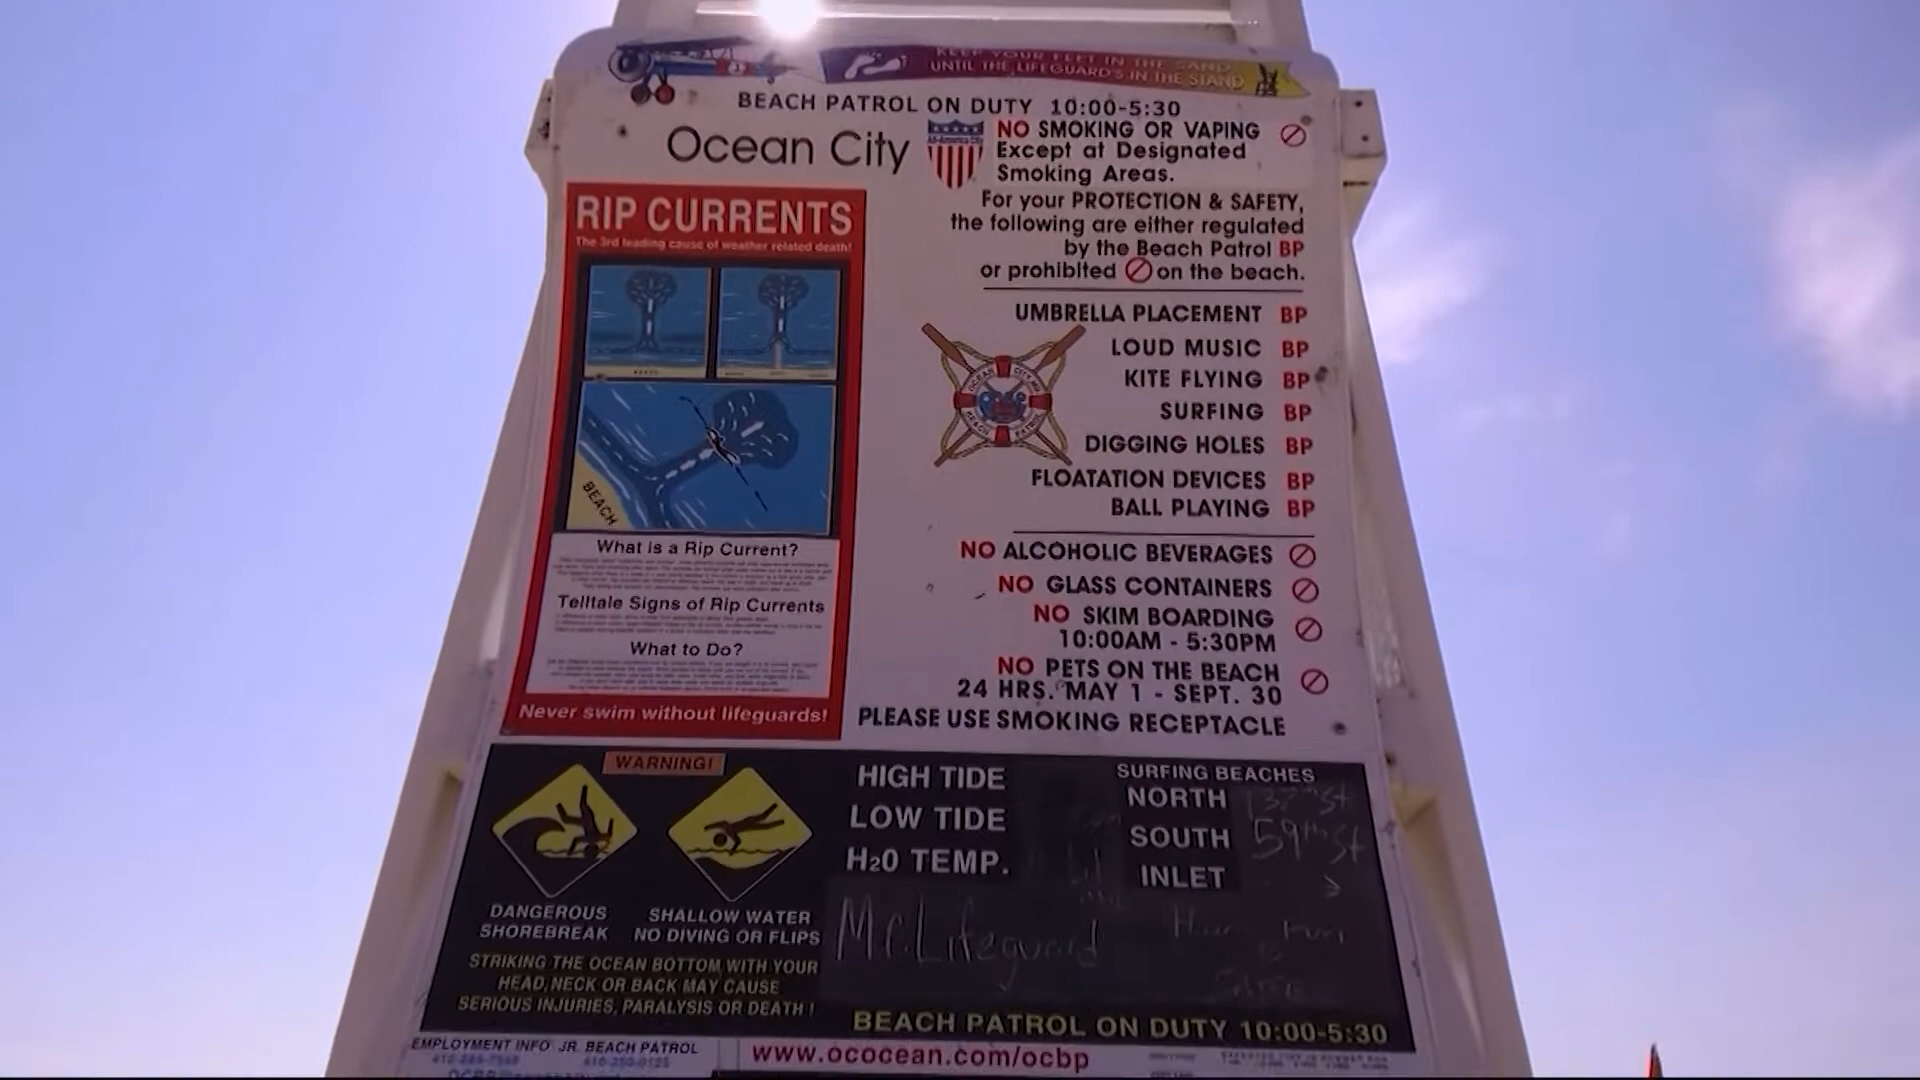 KEEP YOUR FEET IN THE SAND
UNTIL THE LIFEGUARD'S IN THE STAND
BEACH PATROL ON DUTY 10:00-5:30
Ocean City
NO SMOKING OR VAPING
Except at Designated
Smoking Areas.
For your PROTECTION & SAFETY,
the following are either regulated
by the Beach Patrol BP
or prohibited on the beach.
RIP CURRENTS
The 3rd leading cause of weather related death!
BEACH
What is a Rip Current?
Telltale Signs of Rip Currents
What to Do?
Never swim without lifeguards!
UMBRELLA PLACEMENT BP
LOUD MUSIC BP
KITE FLYING BP
SURFING BP
DIGGING HOLES BP
FLOATATION DEVICES BP
BALL PLAYING BP
OCEAN CITY, MD
BEACH PATROL
NO ALCOHOLIC BEVERAGES
NO GLASS CONTAINERS
NO SKIM BOARDING
10:00AM - 5:30PM
NO PETS ON THE BEACH
24 HRS. MAY 1 - SEPT. 30
PLEASE USE SMOKING RECEPTACLE
WARNING!
DANGEROUS
SHOREBREAK
SHALLOW WATER
NO DIVING OR FLIPS
STRIKING THE OCEAN BOTTOM WITH YOUR
HEAD, NECK OR BACK MAY CAUSE
SERIOUS INJURIES, PARALYSIS OR DEATH!
HIGH TIDE
LOW TIDE
H2O TEMP.
SURFING BEACHES
NORTH 137th St
SOUTH 59th St
INLET
Lifeguard
BEACH PATROL ON DUTY 10:00-5:30
EMPLOYMENT INFO JR. BEACH PATROL
410-250-0125
www.ococean.com/ocbp